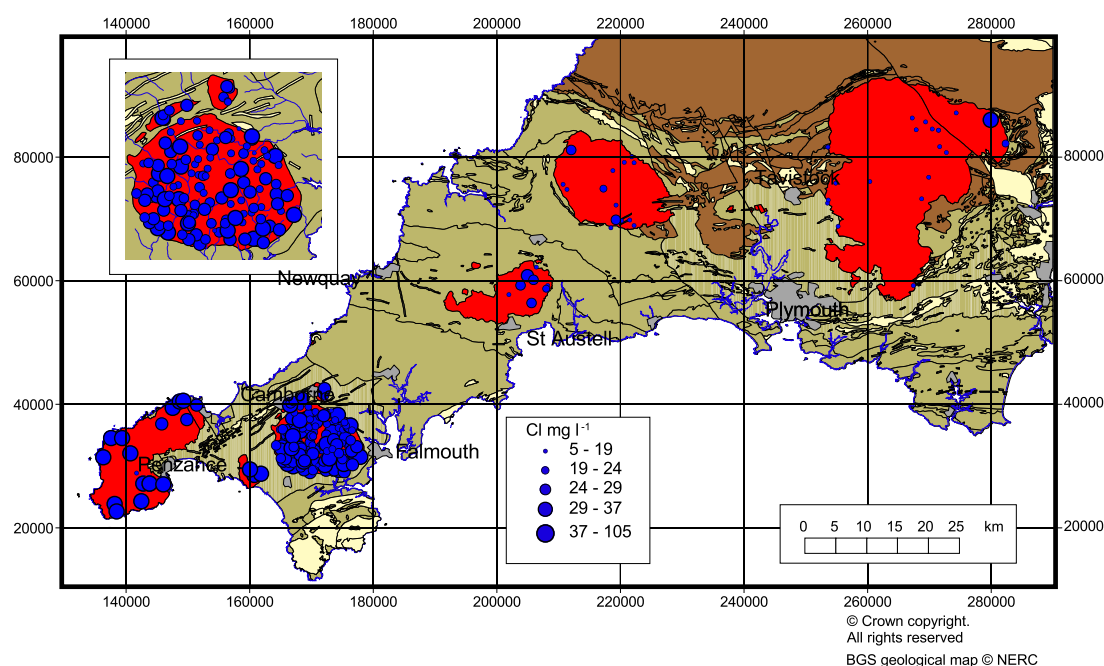 140000 160000 180000 200000 220000 240000 260000 280000
80000 80000
Tavistock
60000 60000
Newquay
Plymouth
St Austell
Camborne
40000 40000
Falmouth
Penzance
Cl mg l-1
5 - 19
19 - 24
24 - 29
29 - 37
37 - 105
20000 20000
0 5 10 15 20 25 km
140000 160000 180000 200000 220000 240000 260000 280000
© Crown copyright.
All rights reserved
BGS geological map © NERC